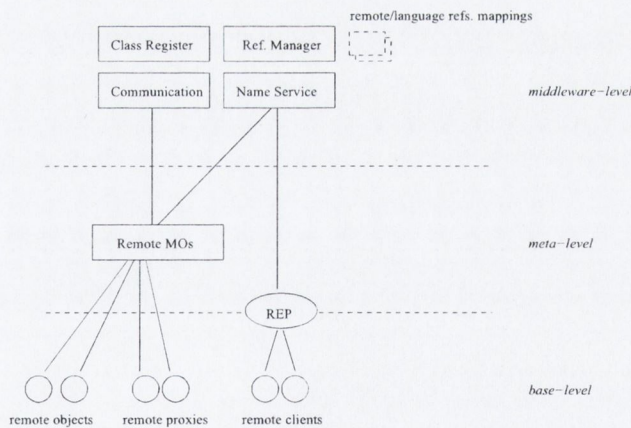 remote/language refs. mappings
Class Register
Ref. Manager
Communication
Name Service
middleware-level
Remote MOs
meta-level
REP
base-level
remote objects
remote proxies
remote clients